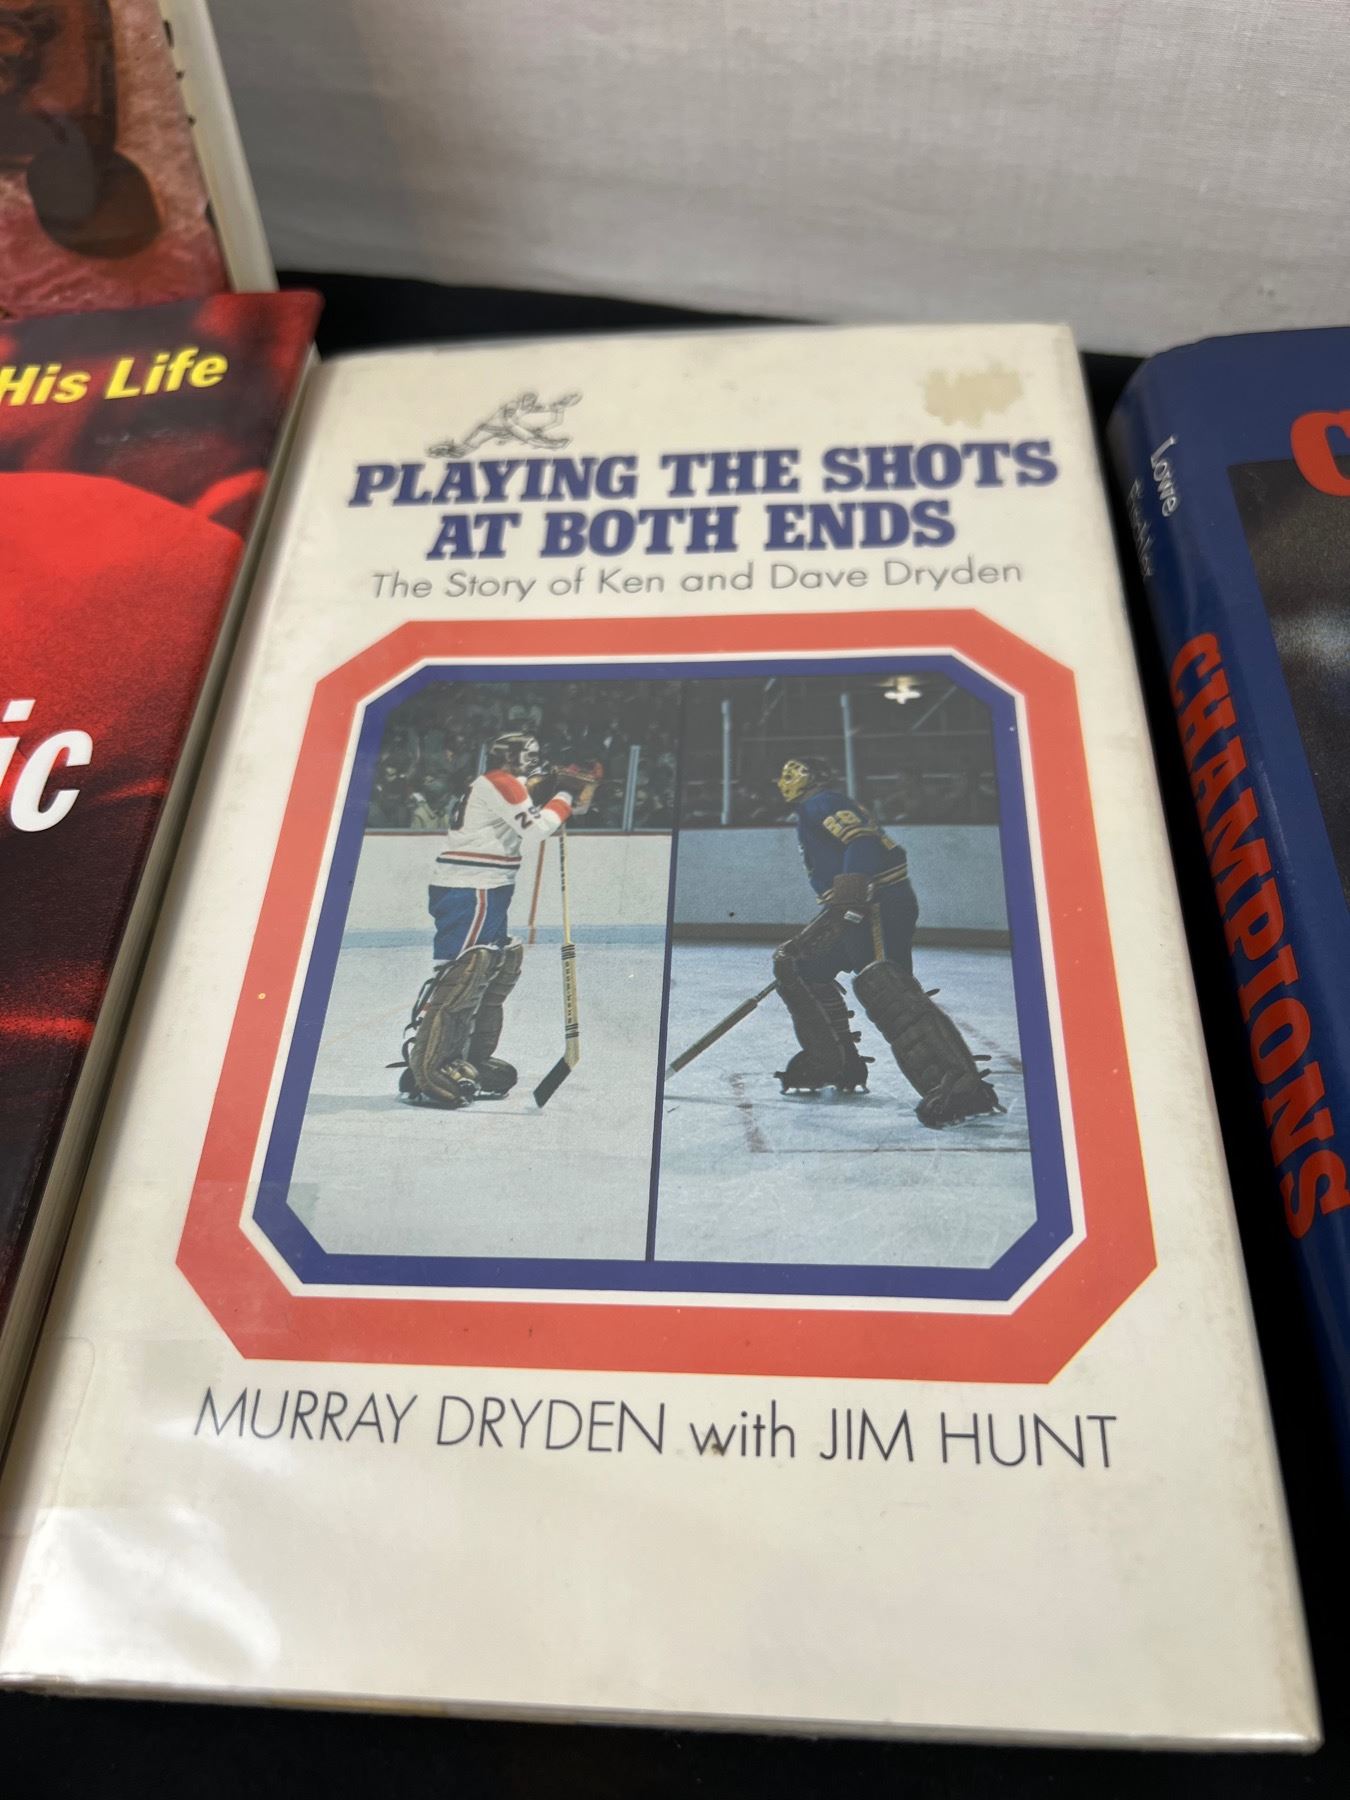 His Life
ic
PLAYING THE SHOTS
AT BOTH ENDS
The Story of Ken and Dave Dryden
29
MURRAY DRYDEN with JIM HUNT
Lowe
CHAMPIONS
C